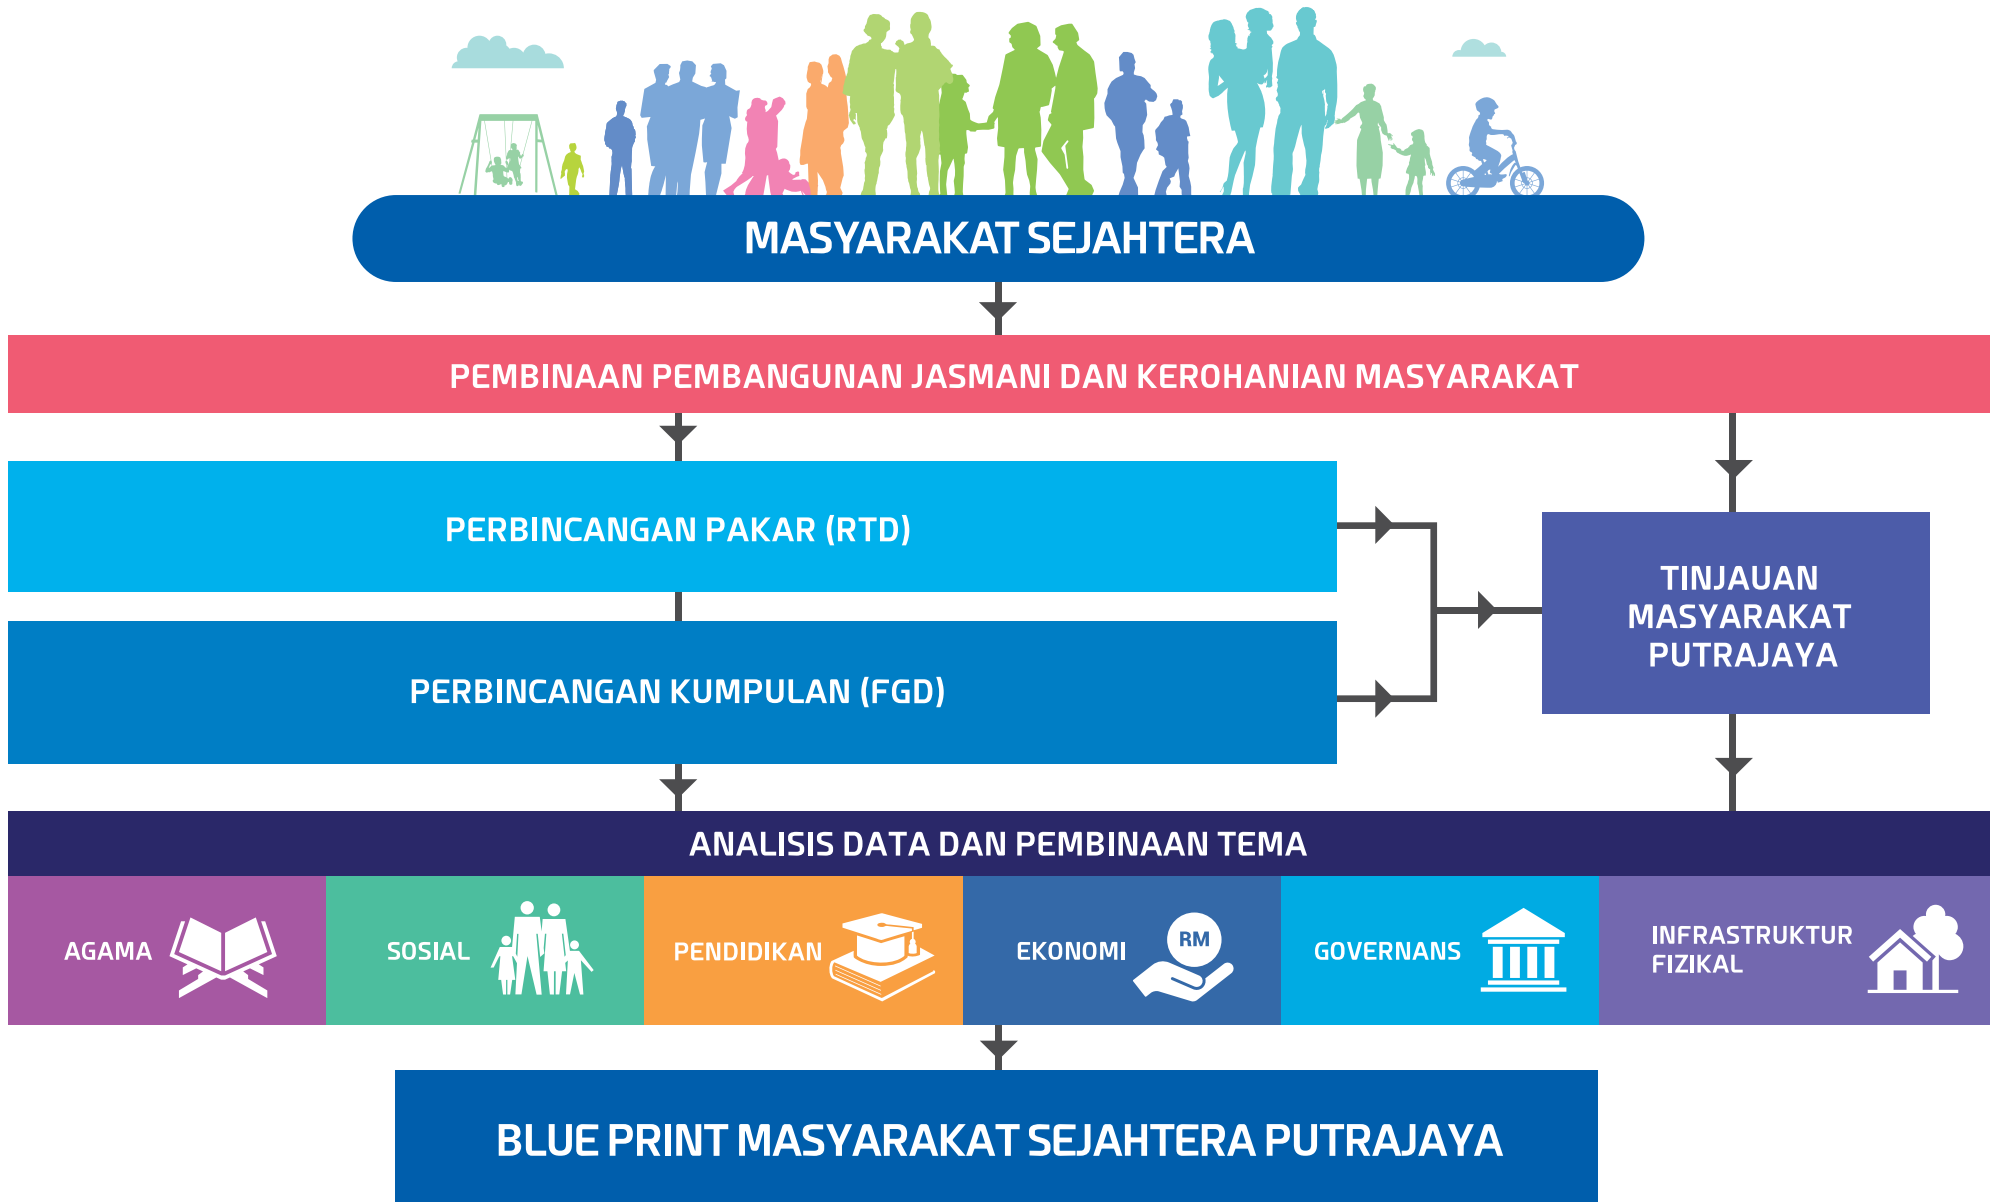 MASYARAKAT SEJAHTERA
PEMBINAAN PEMBANGUNAN JASMANI DAN KEROHANIAN MASYARAKAT
PERBINCANGAN PAKAR (RTD)
PERBINCANGAN KUMPULAN (FGD)
TINJAUAN
MASYARAKAT
PUTRAJAYA
ANALISIS DATA DAN PEMBINAAN TEMA
AGAMA
SOSIAL
PENDIDIKAN
EKONOMI
RM
GOVERNANS
INFRASTRUKTUR
FIZIKAL
BLUE PRINT MASYARAKAT SEJAHTERA PUTRAJAYA